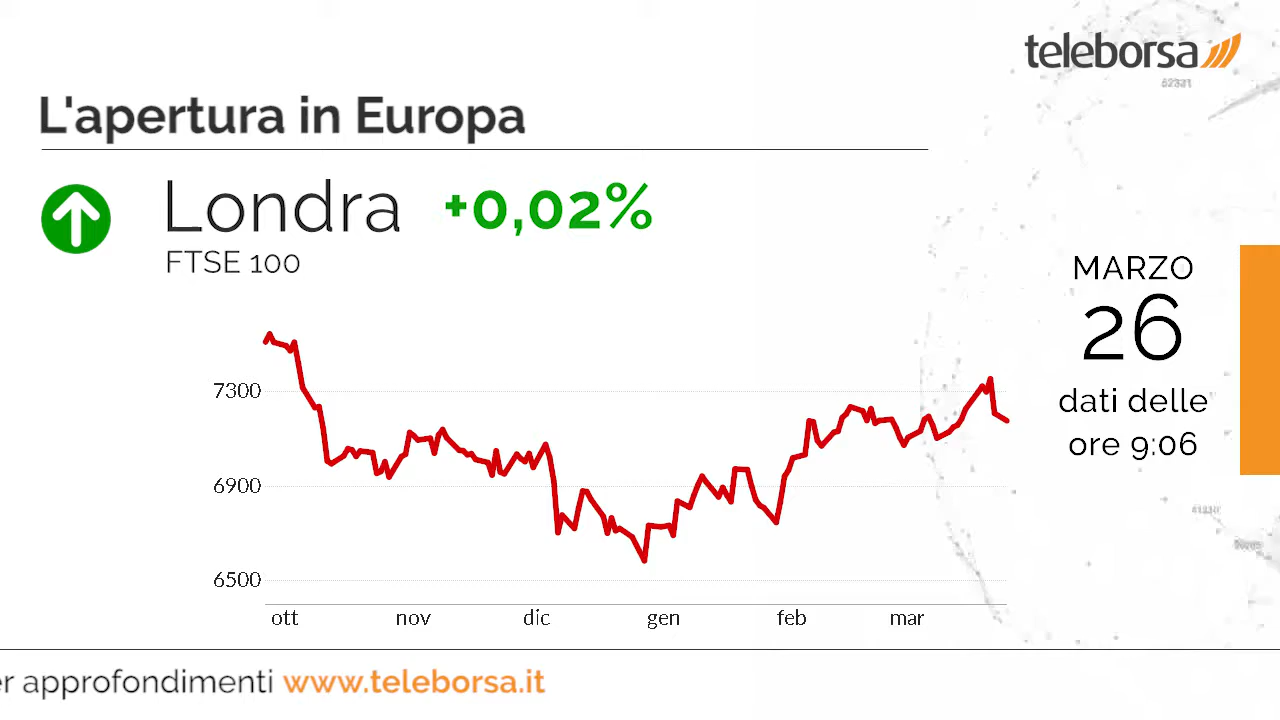 teleborsa
62331
L'apertura in Europa
Londra +0,02%
FTSE 100
MARZO
26
dati delle
ore 9:06
7300
6900
6500
ott nov dic gen feb mar
er approfondimenti www.teleborsa.it